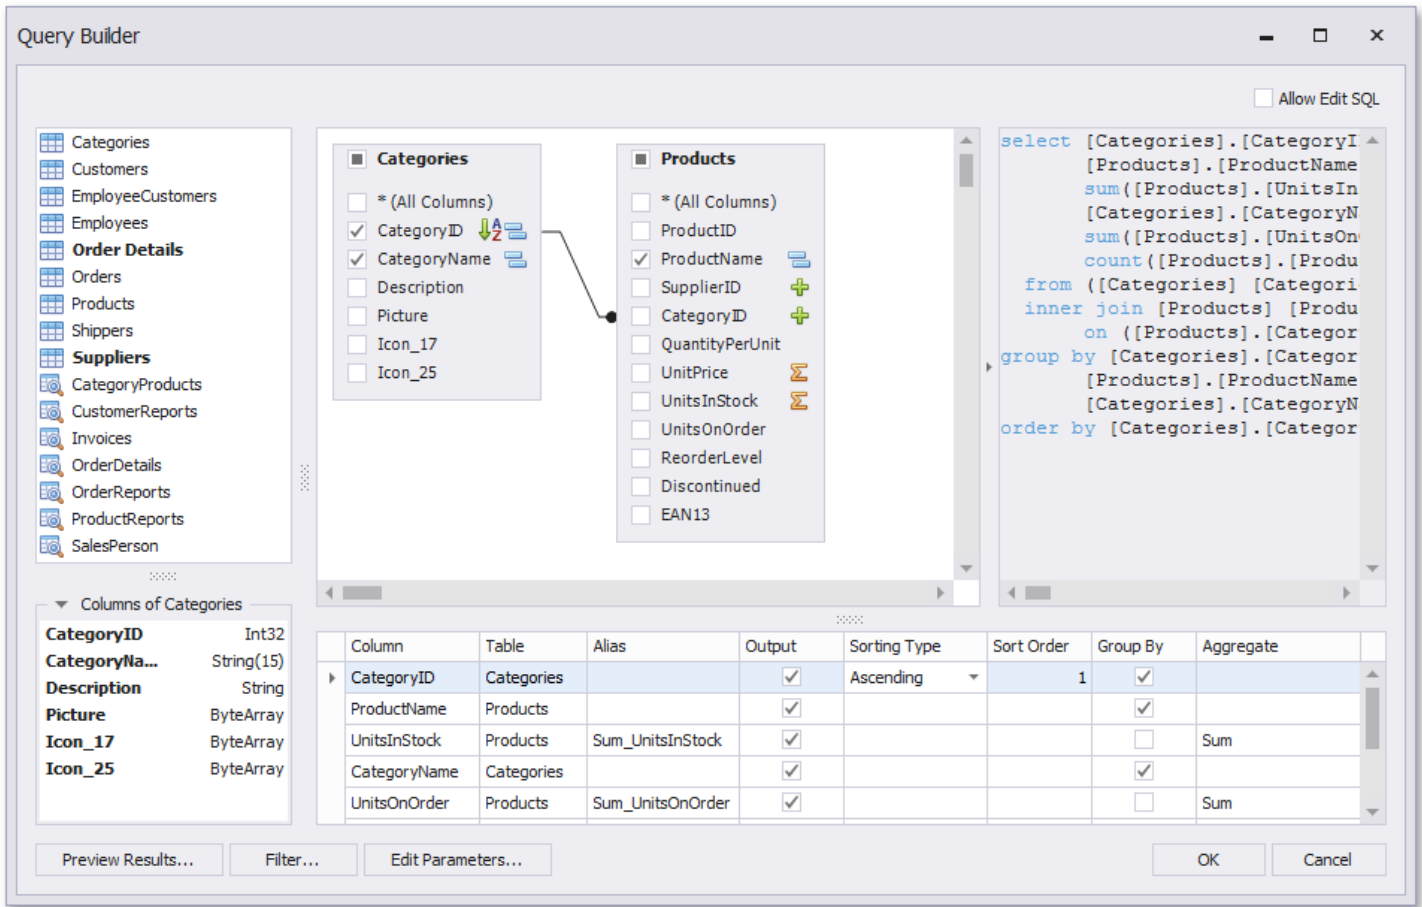 Query Builder
Allow Edit SQL
Categories
Customers
EmployeeCustomers
Employees
Order Details
Orders
Products
Shippers
Suppliers
CategoryProducts
CustomerReports
Invoices
OrderDetails
OrderReports
ProductReports
SalesPerson
Columns of Categories
CategoryID Int32
CategoryNa... String(15)
Description String
Picture ByteArray
Icon_17 ByteArray
Icon_25 ByteArray
Categories
* (All Columns)
CategoryID
CategoryName
Description
Picture
Icon_17
Icon_25
Products
* (All Columns)
ProductID
ProductName
SupplierID
CategoryID
QuantityPerUnit
UnitPrice
UnitsInStock
UnitsOnOrder
ReorderLevel
Discontinued
EAN13
select [Categories].[CategoryI
[Products].[ProductName
sum([Products].[UnitsIn
[Categories].[CategoryN
sum([Products].[UnitsOn
count([Products].[Produ
from ([Categories] [Categori
inner join [Products] [Produ
on ([Products].[Categor
group by [Categories].[Categor
[Products].[ProductName
[Categories].[CategoryN
order by [Categories].[Categor
Column Table Alias Output Sorting Type Sort Order Group By Aggregate
CategoryID Categories Ascending 1
ProductName Products
UnitsInStock Products Sum_UnitsInStock Sum
CategoryName Categories
UnitsOnOrder Products Sum_UnitsOnOrder Sum
Preview Results... Filter... Edit Parameters... OK Cancel